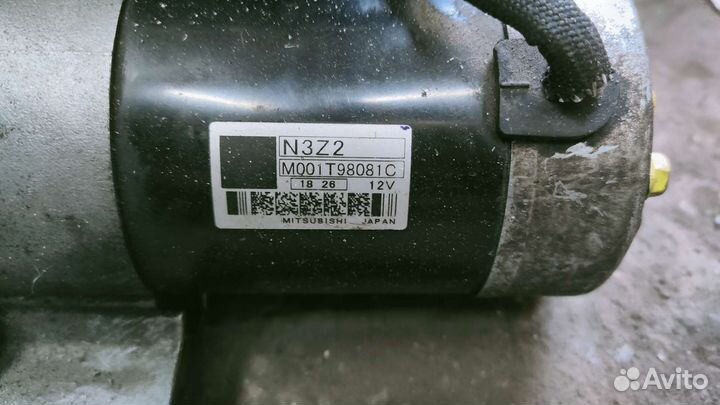 N3Z2
M001T98081C
18 26 12V
MITSUBISHI JAPAN
Avito